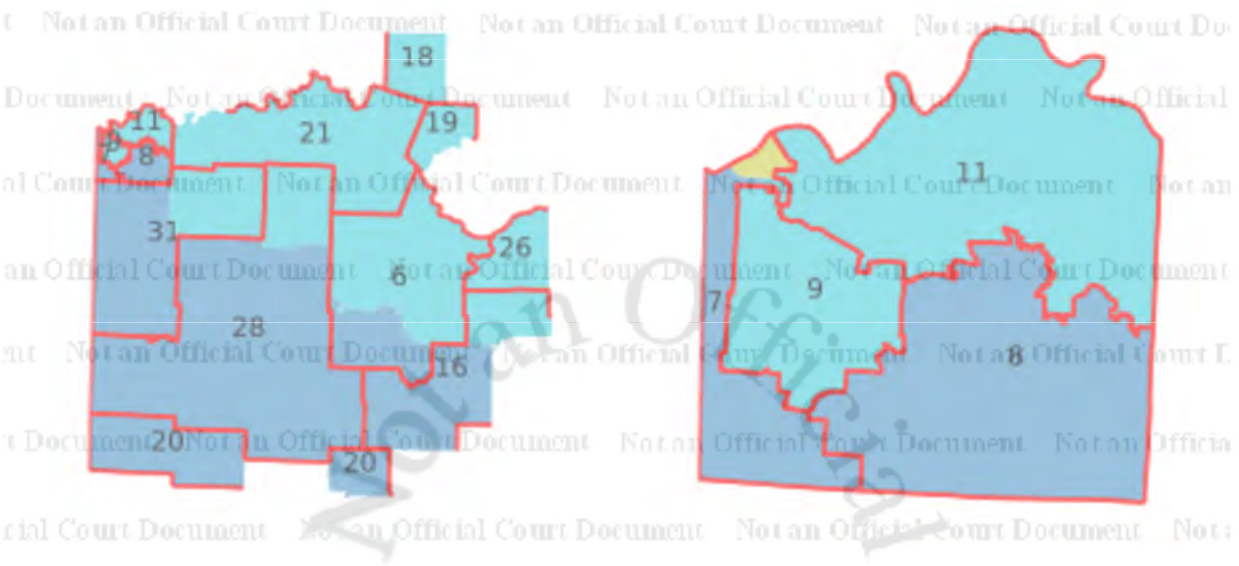 Not an Official Court Document Not an Official Court Document Not an Official Court Do
18
Document Not an Official Court Document Not an Official Court Document Not an Official
11
21
19
9
7
8
11
al Court Document Not an Official Court Document Not an Official Court Document Not an
31
26
an Official Court Document Not an Official Court Document Not an Official Court Document
6
9
7
28
Not an Official Court Document Not an Official Court Document Not an Official Court D
16
8
Not an Official
t Document Not an Official Court Document Not an Official Court Document Not an Officia
20
20
cial Court Document Not an Official Court Document Not an Official Court Document Not a